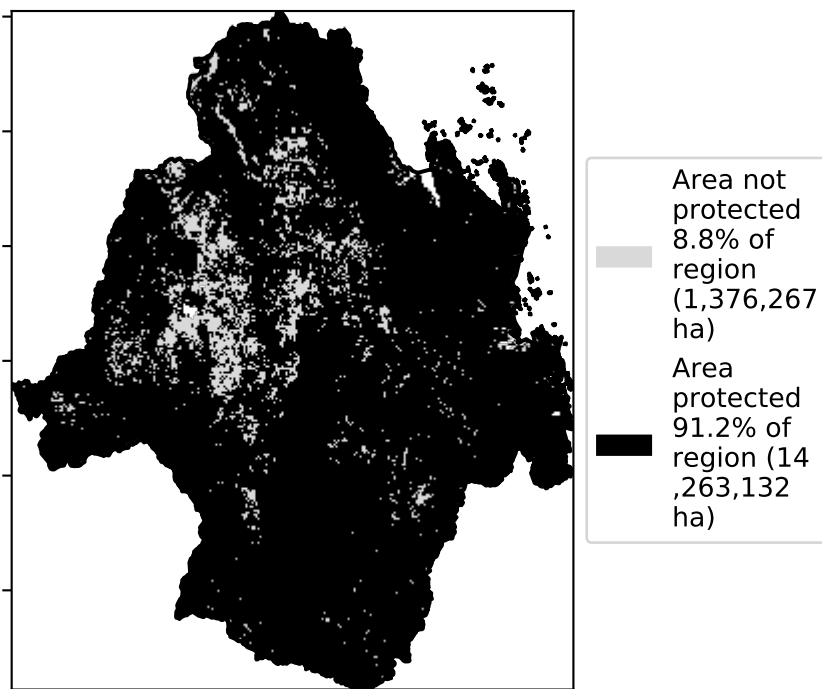 Area not
protected
8.8% of
region
(1,376,267
ha)
Area
protected
91.2% of
region (14
,263,132
ha)